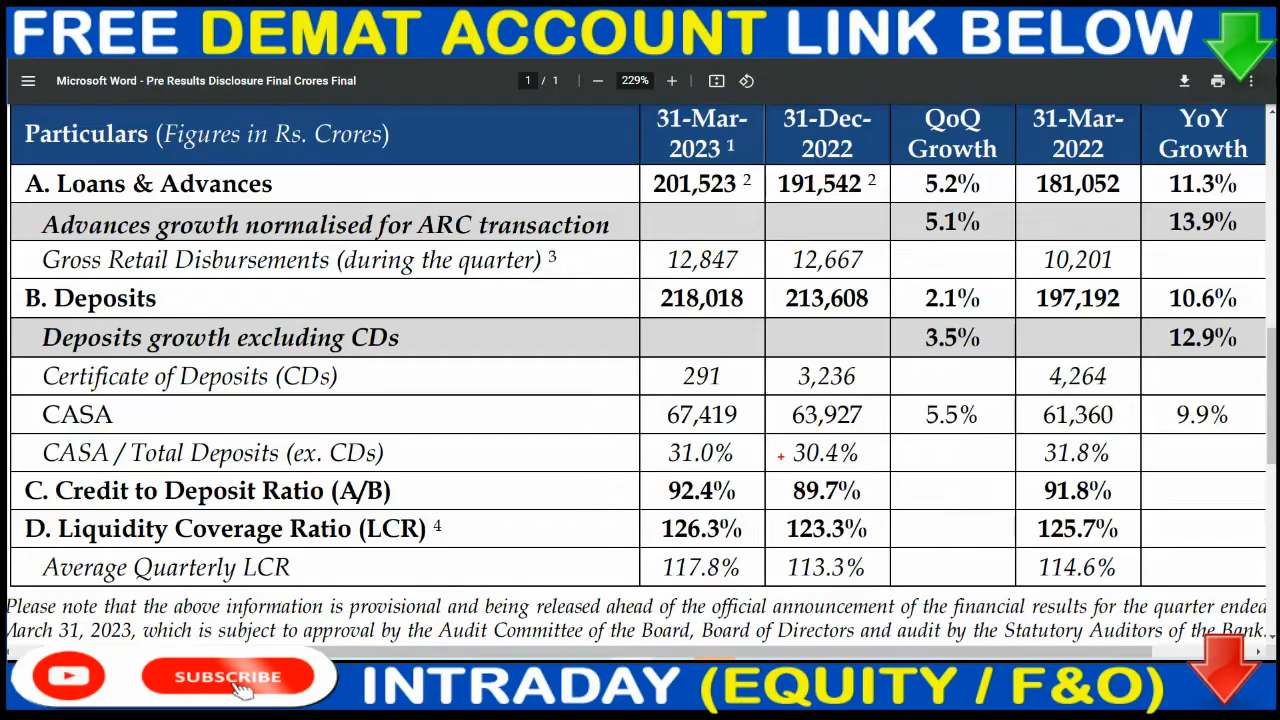 FREE DEMAT ACCOUNT LINK BELOW
Microsoft Word - Pre Results Disclosure Final Crores Final 1 / 1 229%
Particulars (Figures in Rs. Crores) 31-Mar-2023 1 31-Dec-2022 QoQ Growth 31-Mar-2022 YoY Growth
A. Loans & Advances 201,523 2 191,542 2 5.2% 181,052 11.3%
Advances growth normalised for ARC transaction 5.1% 13.9%
Gross Retail Disbursements (during the quarter) 3 12,847 12,667 10,201
B. Deposits 218,018 213,608 2.1% 197,192 10.6%
Deposits growth excluding CDs 3.5% 12.9%
Certificate of Deposits (CDs) 291 3,236 4,264
CASA 67,419 63,927 5.5% 61,360 9.9%
CASA / Total Deposits (ex. CDs) 31.0% 30.4% 31.8%
C. Credit to Deposit Ratio (A/B) 92.4% 89.7% 91.8%
D. Liquidity Coverage Ratio (LCR) 4 126.3% 123.3% 125.7%
Average Quarterly LCR 117.8% 113.3% 114.6%
Please note that the above information is provisional and being released ahead of the official announcement of the financial results for the quarter ended
March 31, 2023, which is subject to approval by the Audit Committee of the Board, Board of Directors and audit by the Statutory Auditors of the Bank.
SUBSCRIBE
INTRADAY (EQUITY / F&O)